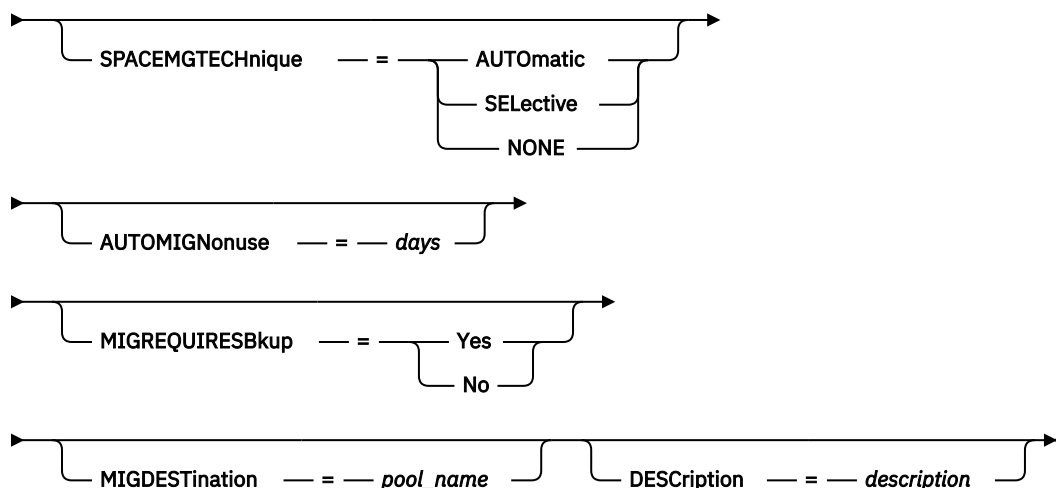 SPACEMGTECHnique = AUTOmatic
SELective
NONE
AUTOMIGNonuse = days
MIGREQUIRESBkup = Yes
No
MIGDESTination = pool_name DESCription = description